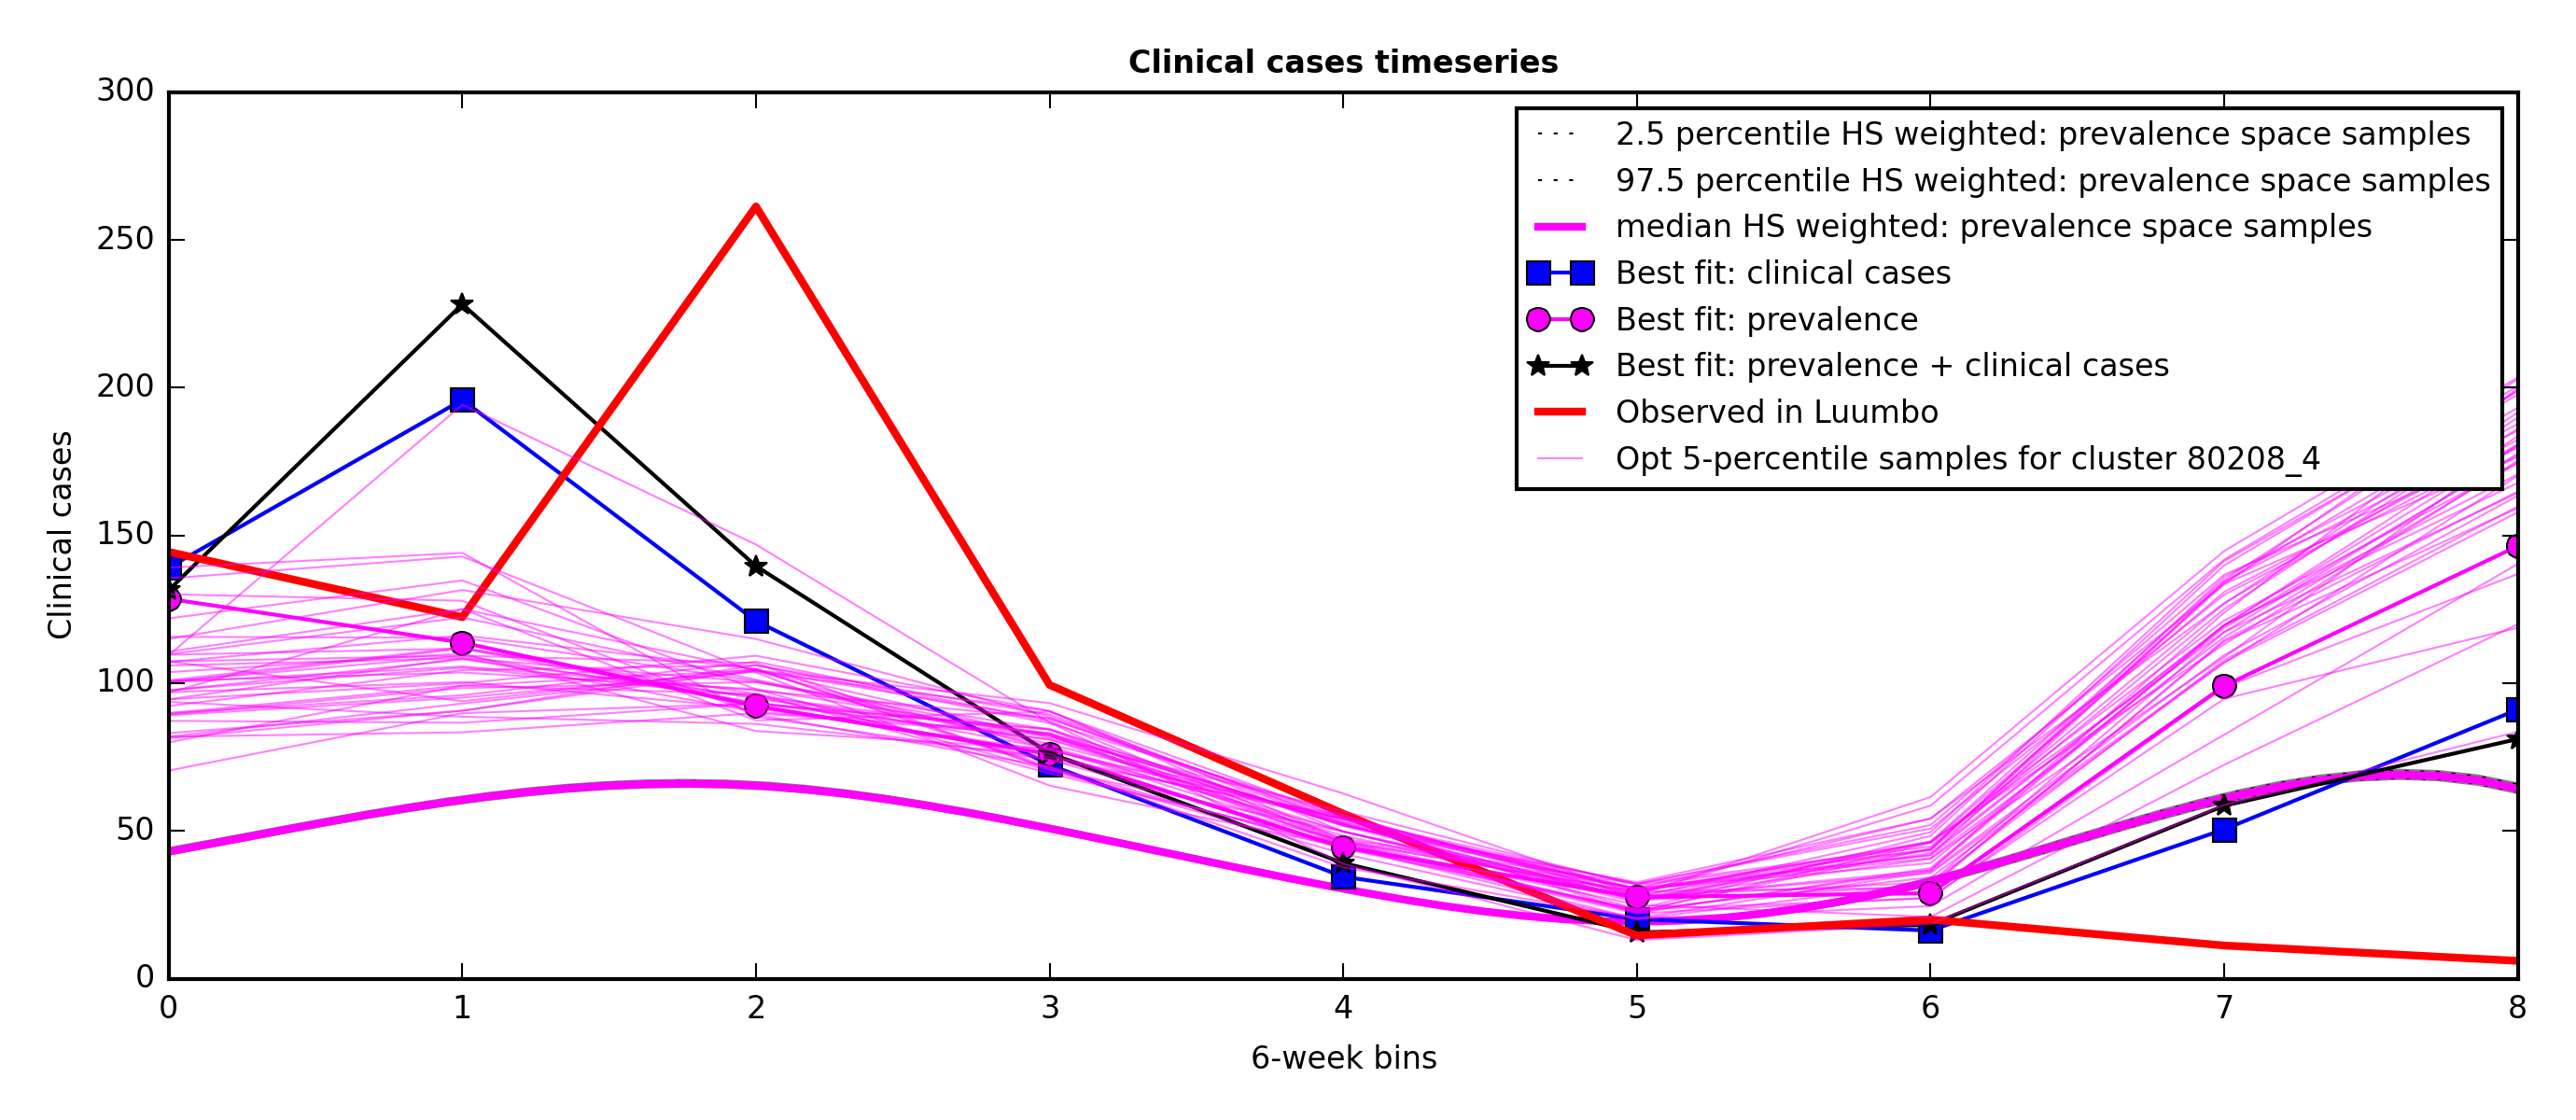 Clinical cases timeseries
300
250
200
150
100
50
0
Clinical cases
2.5 percentile HS weighted: prevalence space samples
97.5 percentile HS weighted: prevalence space samples
median HS weighted: prevalence space samples
Best fit: clinical cases
Best fit: prevalence
Best fit: prevalence + clinical cases
Observed in Luumbo
Opt 5-percentile samples for cluster 80208_4
0 1 2 3 4 5 6 7 8
6-week bins